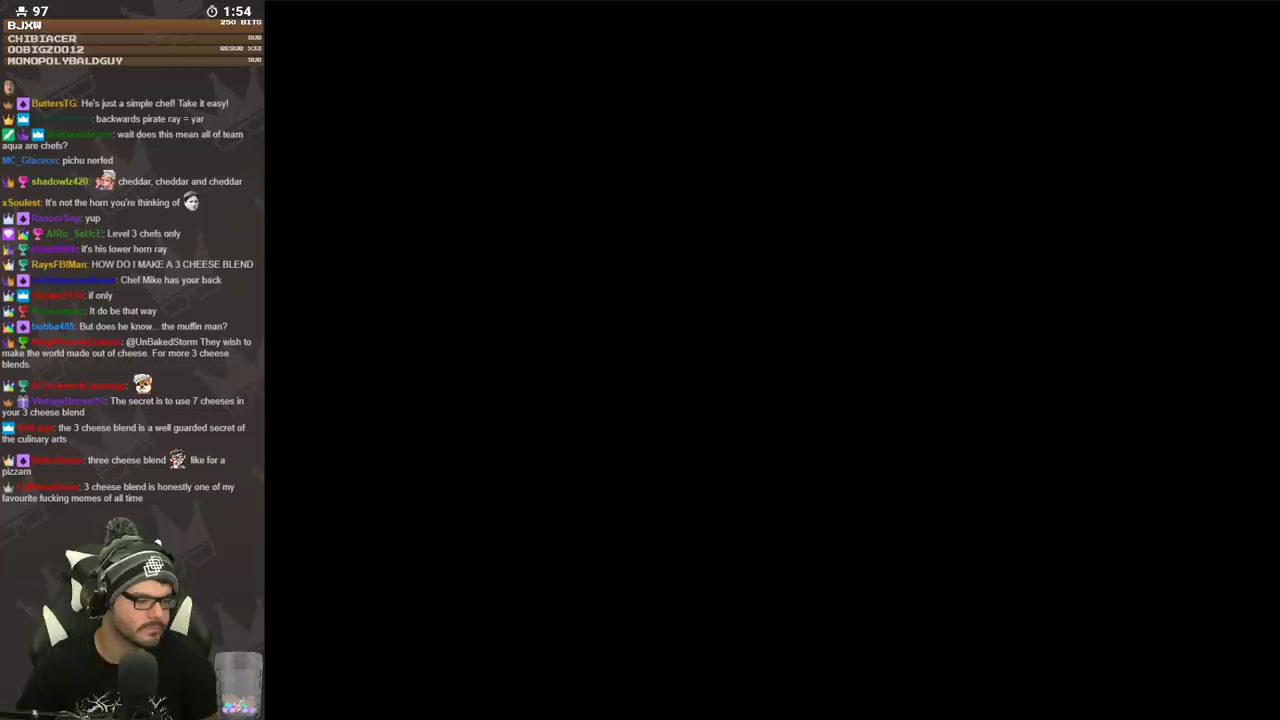 97
1:54
BJXW
250 BITS
CHIBIACER
SUB
OOBIGZOO12
RESUB X33
MONOPOLYBALDGUY
SUB
ButtersTG: He's just a simple chef! Take it easy!
: backwards pirate ray = yar
UnBakedStorm: wait does this mean all of team
aqua are chefs?
MC_Glaceon: pichu nerfed
shadowlz420: cheddar, cheddar and cheddar
xSoulest: It's not the horn you're thinking of
RancorSnp: yup
AIRo_SaUcE: Level 3 chefs only
: it's his lower horn ray
RaysFBIMan: HOW DO I MAKE A 3 CHEESE BLEND
: Chef Mike has your back
: if only
: It do be that way
bubba485: But does he know... the muffin man?
: @UnBakedStorm They wish to
make the world made out of cheese. For more 3 cheese
blends.
: The secret is to use 7 cheeses in
your 3 cheese blend
: the 3 cheese blend is a well guarded secret of
the culinary arts
: three cheese blend like for a
pizzam
: 3 cheese blend is honestly one of my
favourite fucking memes of all time